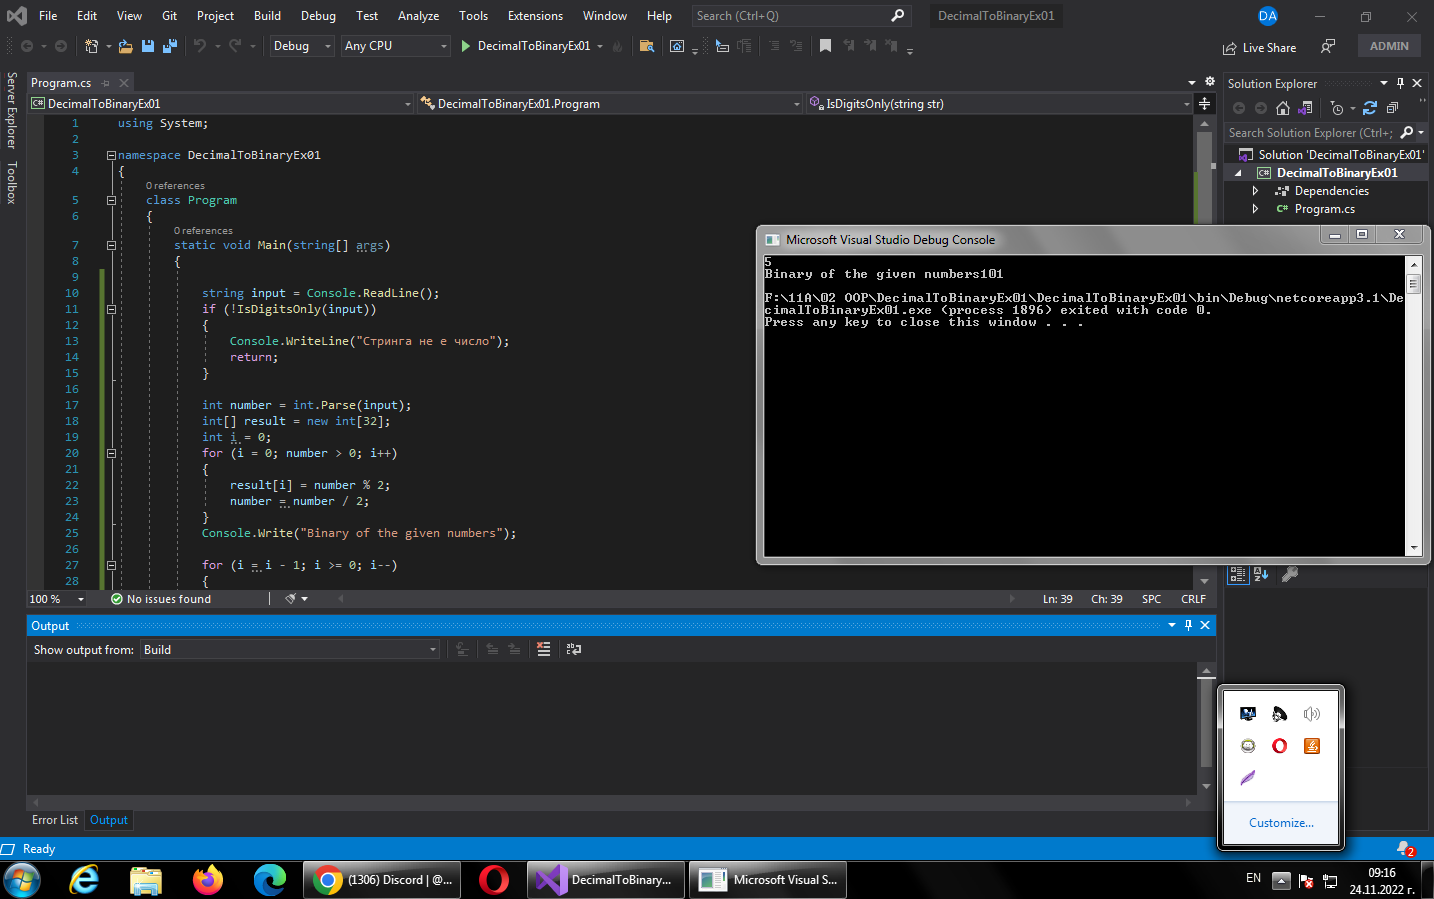 File Edit View Git Project Build Debug Test Analyze Tools Extensions Window Help Search (Ctrl+Q) DecimalToBinaryEx01 DA
Debug Any CPU DecimalToBinaryEx01 Live Share ADMIN
Server Explorer
Toolbox
Program.cs
DecimalToBinaryEx01 DecimalToBinaryEx01.Program IsDigitsOnly(string str)
1 using System;
2
3 namespace DecimalToBinaryEx01
4 {
0 references
5 class Program
6 {
0 references
7 static void Main(string[] args)
8 {
9
10 string input = Console.ReadLine();
11 if (!IsDigitsOnly(input))
12 {
13 Console.WriteLine("Стринга не е число");
14 return;
15 }
16
17 int number = int.Parse(input);
18 int[] result = new int[32];
19 int i = 0;
20 for (i = 0; number > 0; i++)
21 {
22 result[i] = number % 2;
23 number = number / 2;
24 }
25 Console.Write("Binary of the given numbers");
26
27 for (i = i - 1; i >= 0; i--)
28 {
100 % No issues found Ln: 39 Ch: 39 SPC CRLF
Solution Explorer
Search Solution Explorer (Ctrl+;
Solution 'DecimalToBinaryEx01'
C# DecimalToBinaryEx01
Dependencies
C# Program.cs
Microsoft Visual Studio Debug Console
5
Binary of the given numbers101
F:\11A\02 OOP\DecimalToBinaryEx01\DecimalToBinaryEx01\bin\Debug\netcoreapp3.1\De
cimalToBinaryEx01.exe (process 1896) exited with code 0.
Press any key to close this window . . .
Output
Show output from: Build
Error List Output
Ready
2
Customize...
(1306) Discord | @... DecimalToBinary... Microsoft Visual S...
EN
09:16
24.11.2022 г.